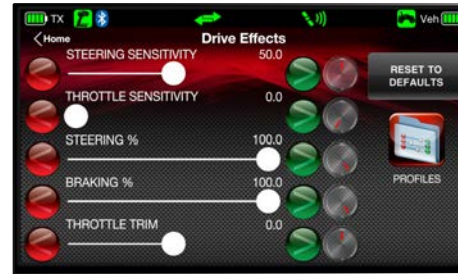 TX
Veh
Home
Drive Effects
STEERING SENSITIVITY 50.0
THROTTLE SENSITIVITY 0.0
STEERING % 100.0
BRAKING % 100.0
THROTTLE TRIM 0.0
RESET TO
DEFAULTS
PROFILES